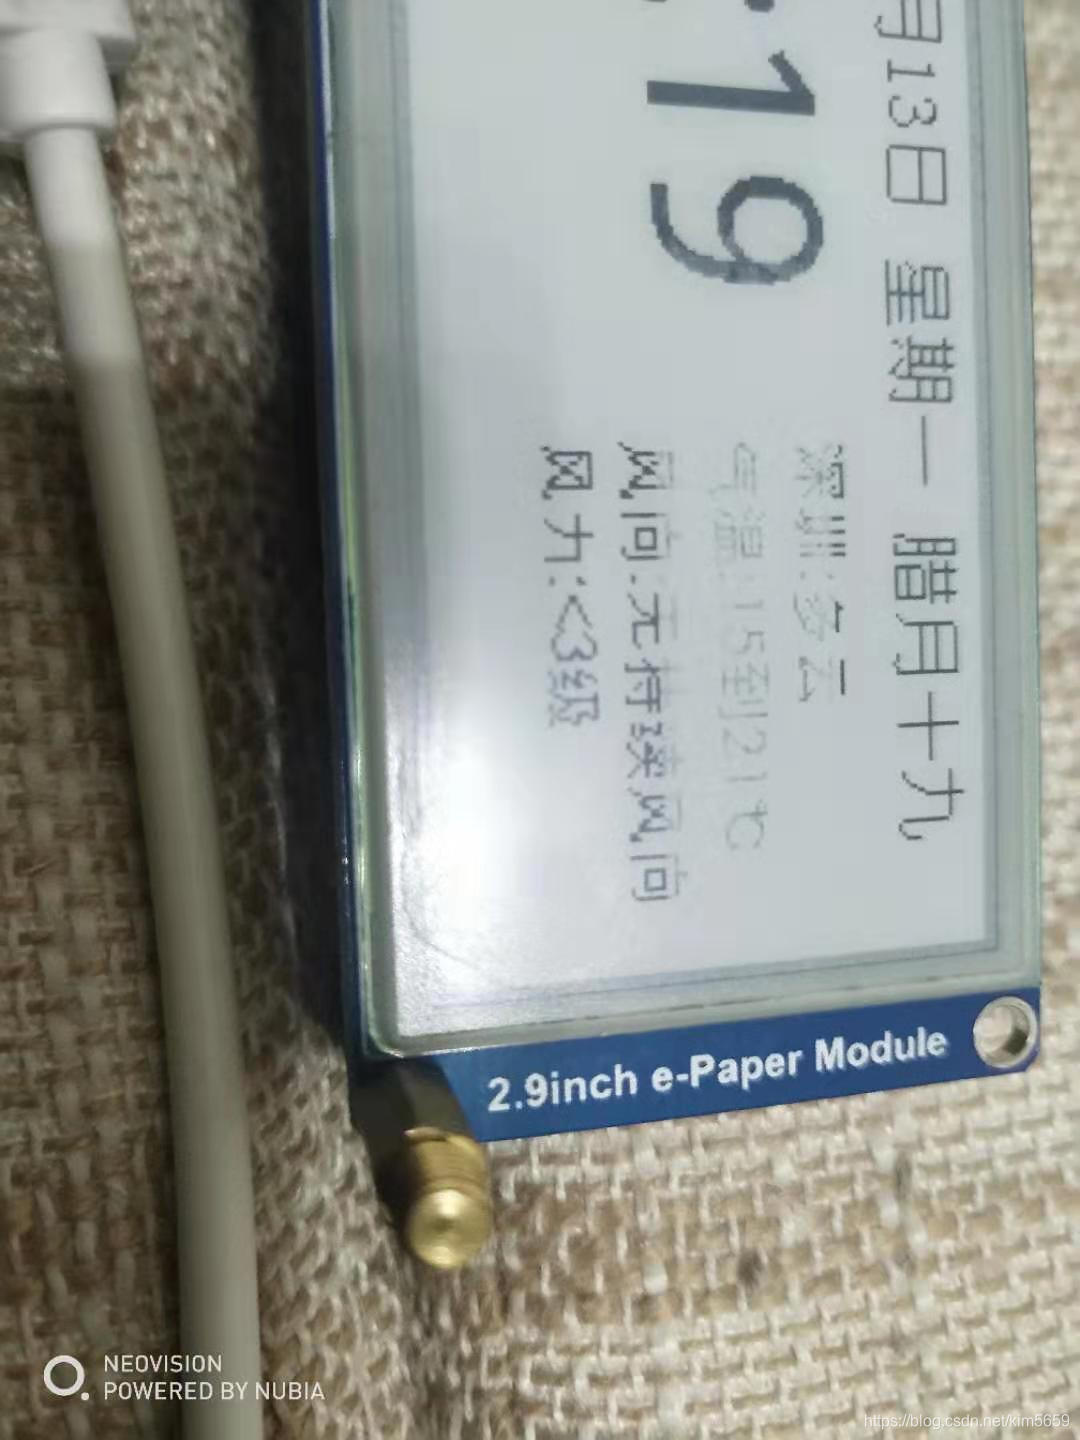 月13日 星期一 腊月十九
:19
深圳:多云
气温:15到21℃
风向:无持续风向
风力:<3级
2.9inch e-Paper Module
NEOVISION
POWERED BY NUBIA
https://blog.csdn.net/kim5659